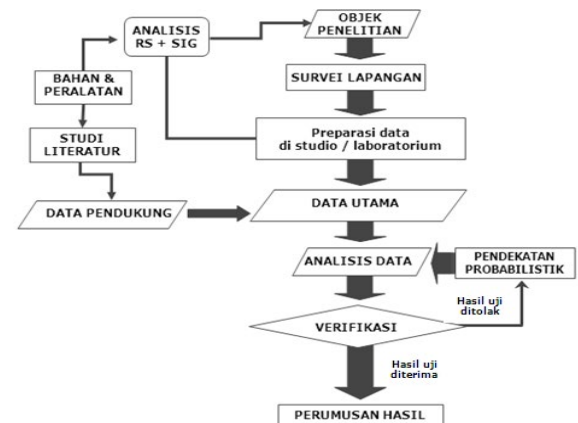 OBJEK
PENELITIAN
ANALISIS
RS + SIG
SURVEI LAPANGAN
BAHAN &
PERALATAN
Preparasi data
di studio / laboratorium
STUDI
LITERATUR
DATA UTAMA
DATA PENDUKUNG
ANALISIS DATA
PENDEKATAN
PROBABILISTIK
Hasil uji
ditolak
VERIFIKASI
Hasil uji
diterima
PERUMUSAN HASIL